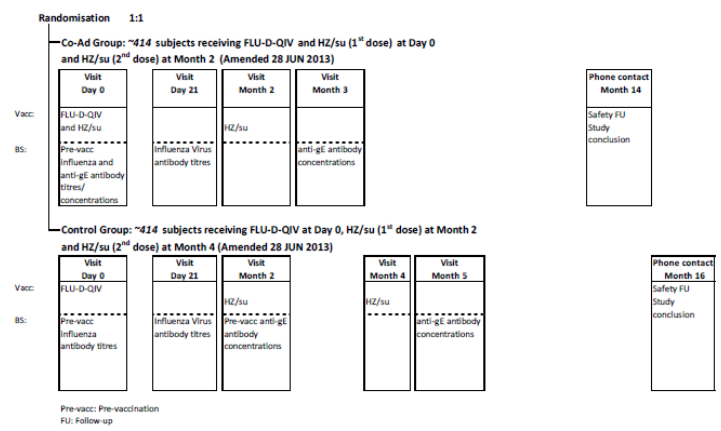 Randomisation 1:1
Co-Ad Group: ~414 subjects receiving FLU-D-QIV and HZ/su (1st dose) at Day 0
and HZ/su (2nd dose) at Month 2 (Amended 28 JUN 2013)
Visit Visit Visit Visit Phone contact
Day 0 Day 21 Month 2 Month 3 Month 14
Vacc: FLU-D-QIV Safety FU
and HZ/su HZ/su Study
conclusion
BS: Pre-vacc Influenza Virus anti-gE antibody
influenza and antibody titres concentrations
anti-gE antibody
titres/
concentrations
Control Group: ~414 subjects receiving FLU-D-QIV at Day 0, HZ/su (1st dose) at Month 2
and HZ/su (2nd dose) at Month 4 (Amended 28 JUN 2013)
Visit Visit Visit Visit Visit Phone contact
Day 0 Day 21 Month 2 Month 4 Month 5 Month 16
Vacc: FLU-D-QIV Safety FU
HZ/su HZ/su Study
conclusion
BS: Pre-vacc Influenza Virus Pre-vacc anti-gE anti-gE antibody
influenza antibody titres antibody concentrations
antibody titres concentrations
Pre-vacc: Pre-vaccination
FU: Follow-up